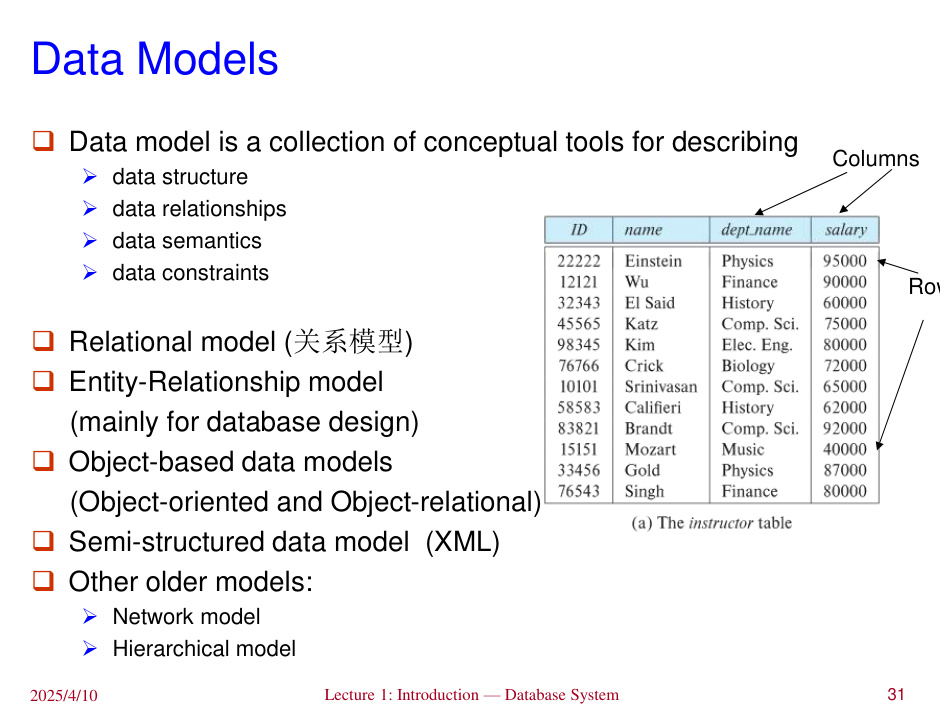 Data Models
❑ Data model is a collection of conceptual tools for describing
➢ data structure
➢ data relationships
➢ data semantics
➢ data constraints
❑ Relational model (关系模型)
❑ Entity-Relationship model
(mainly for database design)
❑ Object-based data models
(Object-oriented and Object-relational)
❑ Semi-structured data model (XML)
❑ Other older models:
➢ Network model
➢ Hierarchical model
Columns
Row
ID name dept_name salary
22222 Einstein Physics 95000
12121 Wu Finance 90000
32343 El Said History 60000
45565 Katz Comp. Sci. 75000
98345 Kim Elec. Eng. 80000
76766 Crick Biology 72000
10101 Srinivasan Comp. Sci. 65000
58583 Califieri History 62000
83821 Brandt Comp. Sci. 92000
15151 Mozart Music 40000
33456 Gold Physics 87000
76543 Singh Finance 80000
(a) The instructor table
2025/4/10
Lecture 1: Introduction — Database System
31